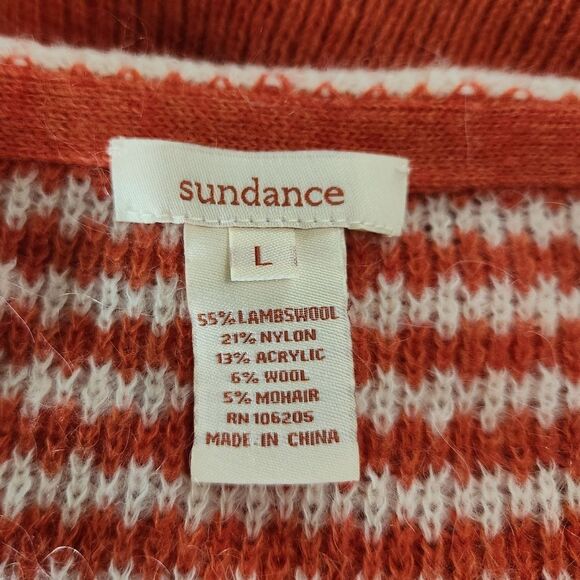 sundance
L
55% LAMBSWOOL
21% NYLON
13% ACRYLIC
6% WOOL
5% MOHAIR
RN 106205
MADE IN CHINA